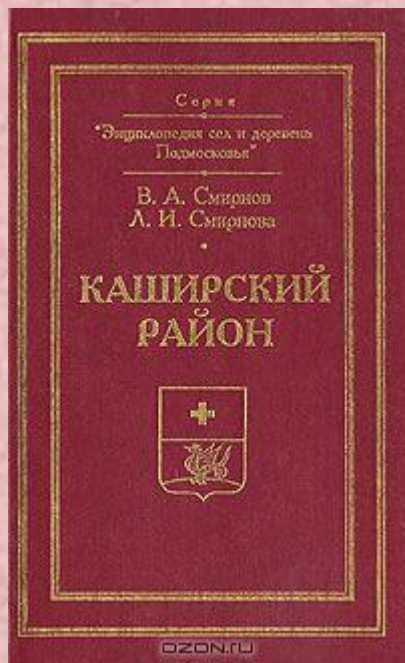 Серия
"Энциклопедия сел и деревень
Подмосковья"
В. А. Смирнов
Л. И. Смирнова
КАШИРСКИЙ
РАЙОН
OZON.RU